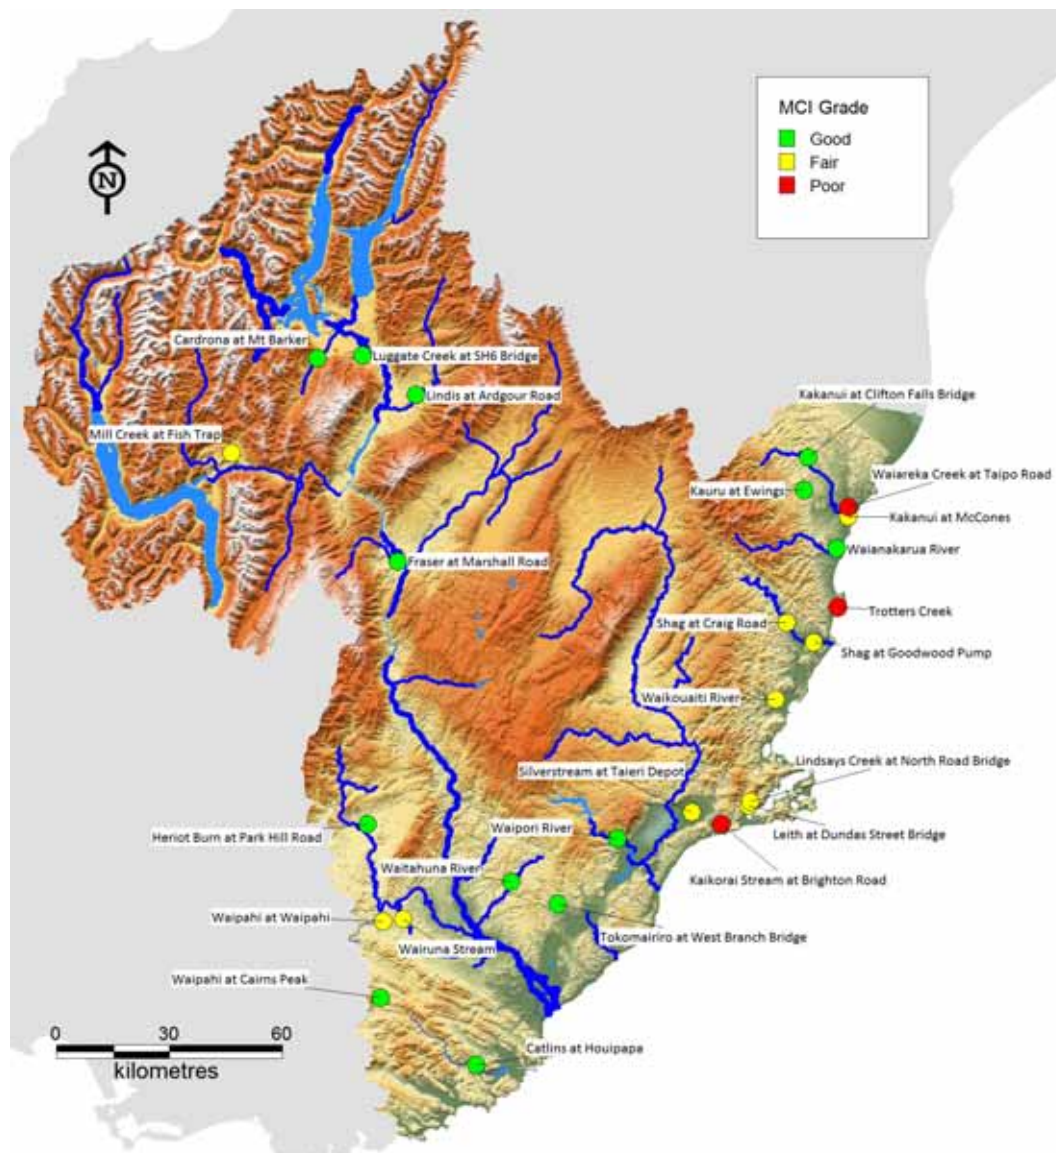 MCI Grade
Good
Fair
Poor
N
Cardrona at Mt Barker
Luggate Creek at SH6 Bridge
Lindis at Ardgour Road
Kakanui at Clifton Falls Bridge
Mill Creek at Fish Trap
Waiareka Creek at Taipo Road
Kauru at Ewings
Kakanui at McCones
Waianakarua River
Fraser at Marshall Road
Trotters Creek
Shag at Craig Road
Shag at Goodwood Pump
Waikouaiti River
Lindsays Creek at North Road Bridge
Silverstream at Taieri Depot
Waipori River
Heriot Burn at Park Hill Road
Leith at Dundas Street Bridge
Waitahuna River
Kaikorai Stream at Brighton Road
Waipahi at Waipahi
Tokomairiro at West Branch Bridge
Wairuna Stream
Waipahi at Cairns Peak
0 30 60
kilometres
Catlins at Houipapa